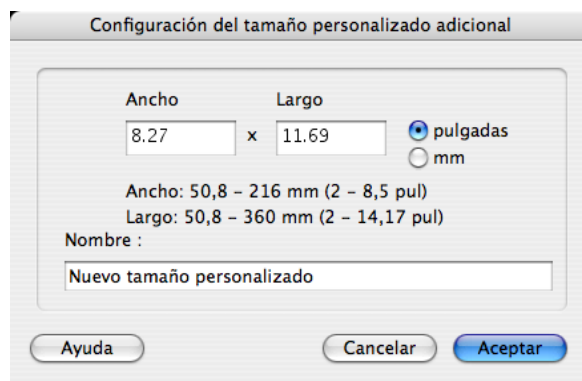 Configuración del tamaño personalizado adicional
Ancho Largo
8.27 x 11.69 pulgadas
mm
Ancho: 50,8 – 216 mm (2 – 8,5 pul)
Largo: 50,8 – 360 mm (2 – 14,17 pul)
Nombre :
Nuevo tamaño personalizado
Ayuda Cancelar Aceptar